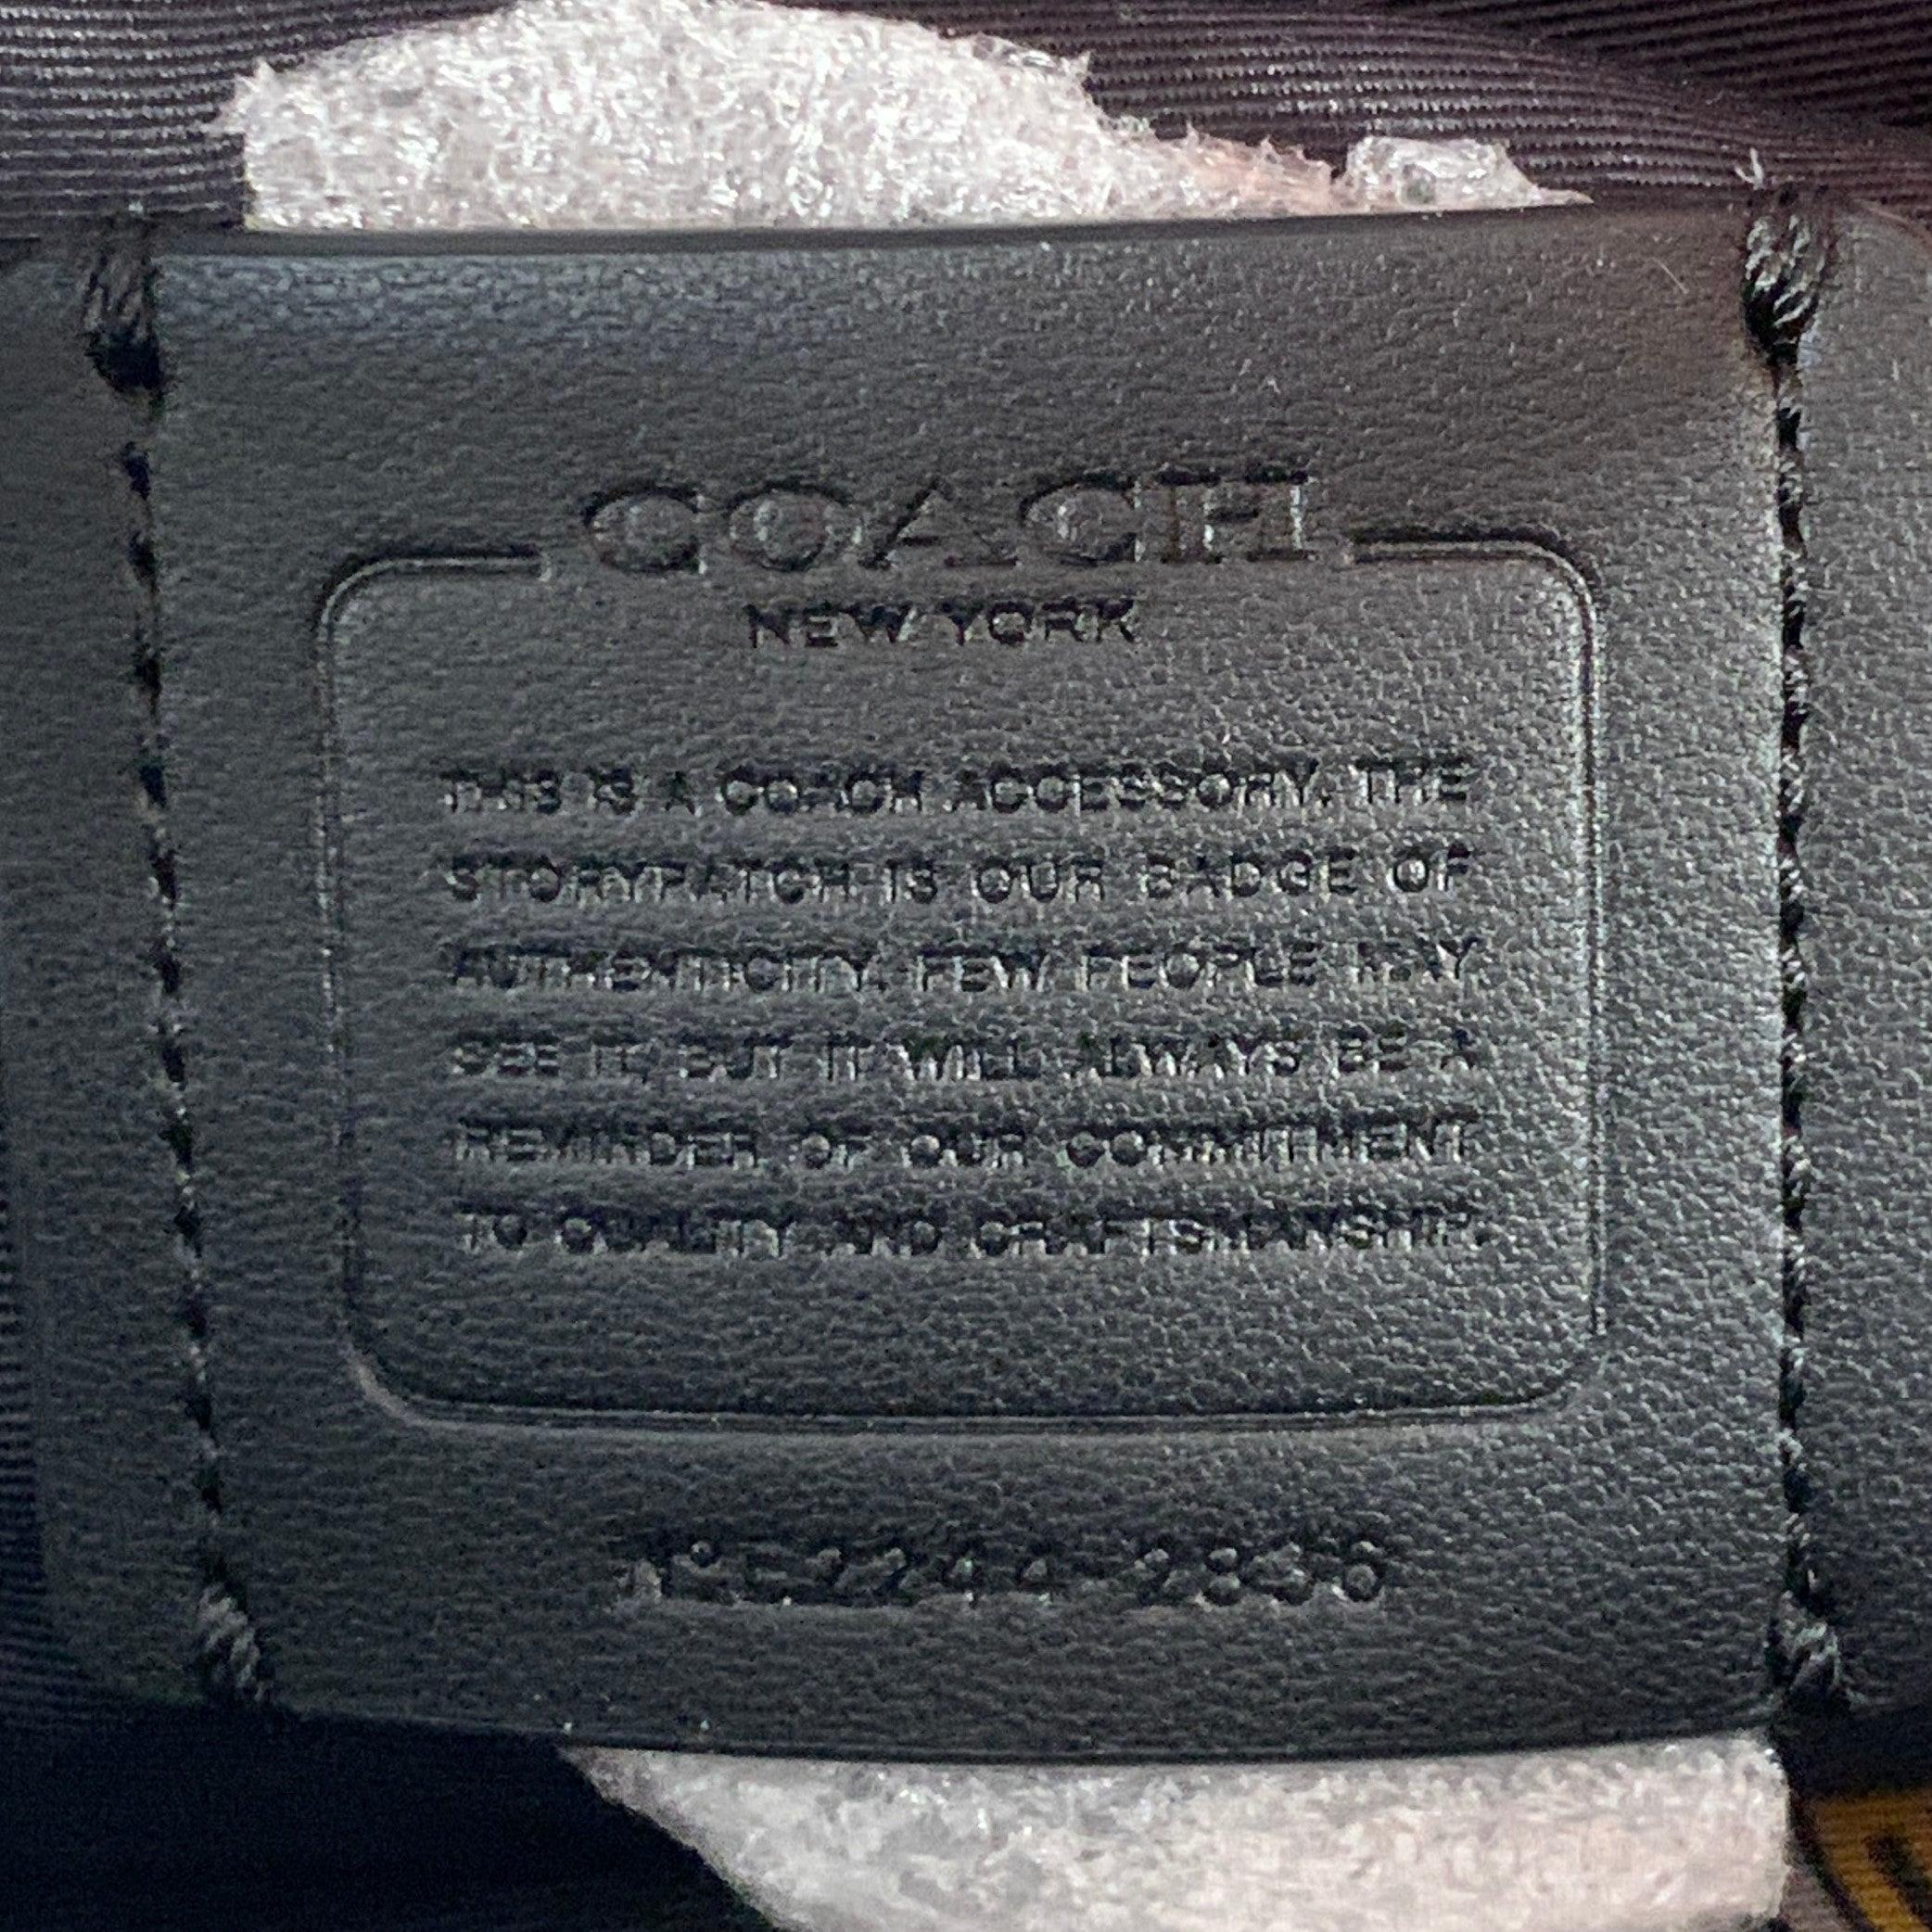 COACH
NEW YORK
THIS IS A COACH ACCESSORY. THE
STORYPATCH IS OUR BADGE OF
AUTHENTICITY. FEW PEOPLE MAY
SEE IT, BUT IT WILL ALWAYS BE A
REMINDER OF OUR COMMITMENT
TO QUALITY AND CRAFTSMANSHIP.